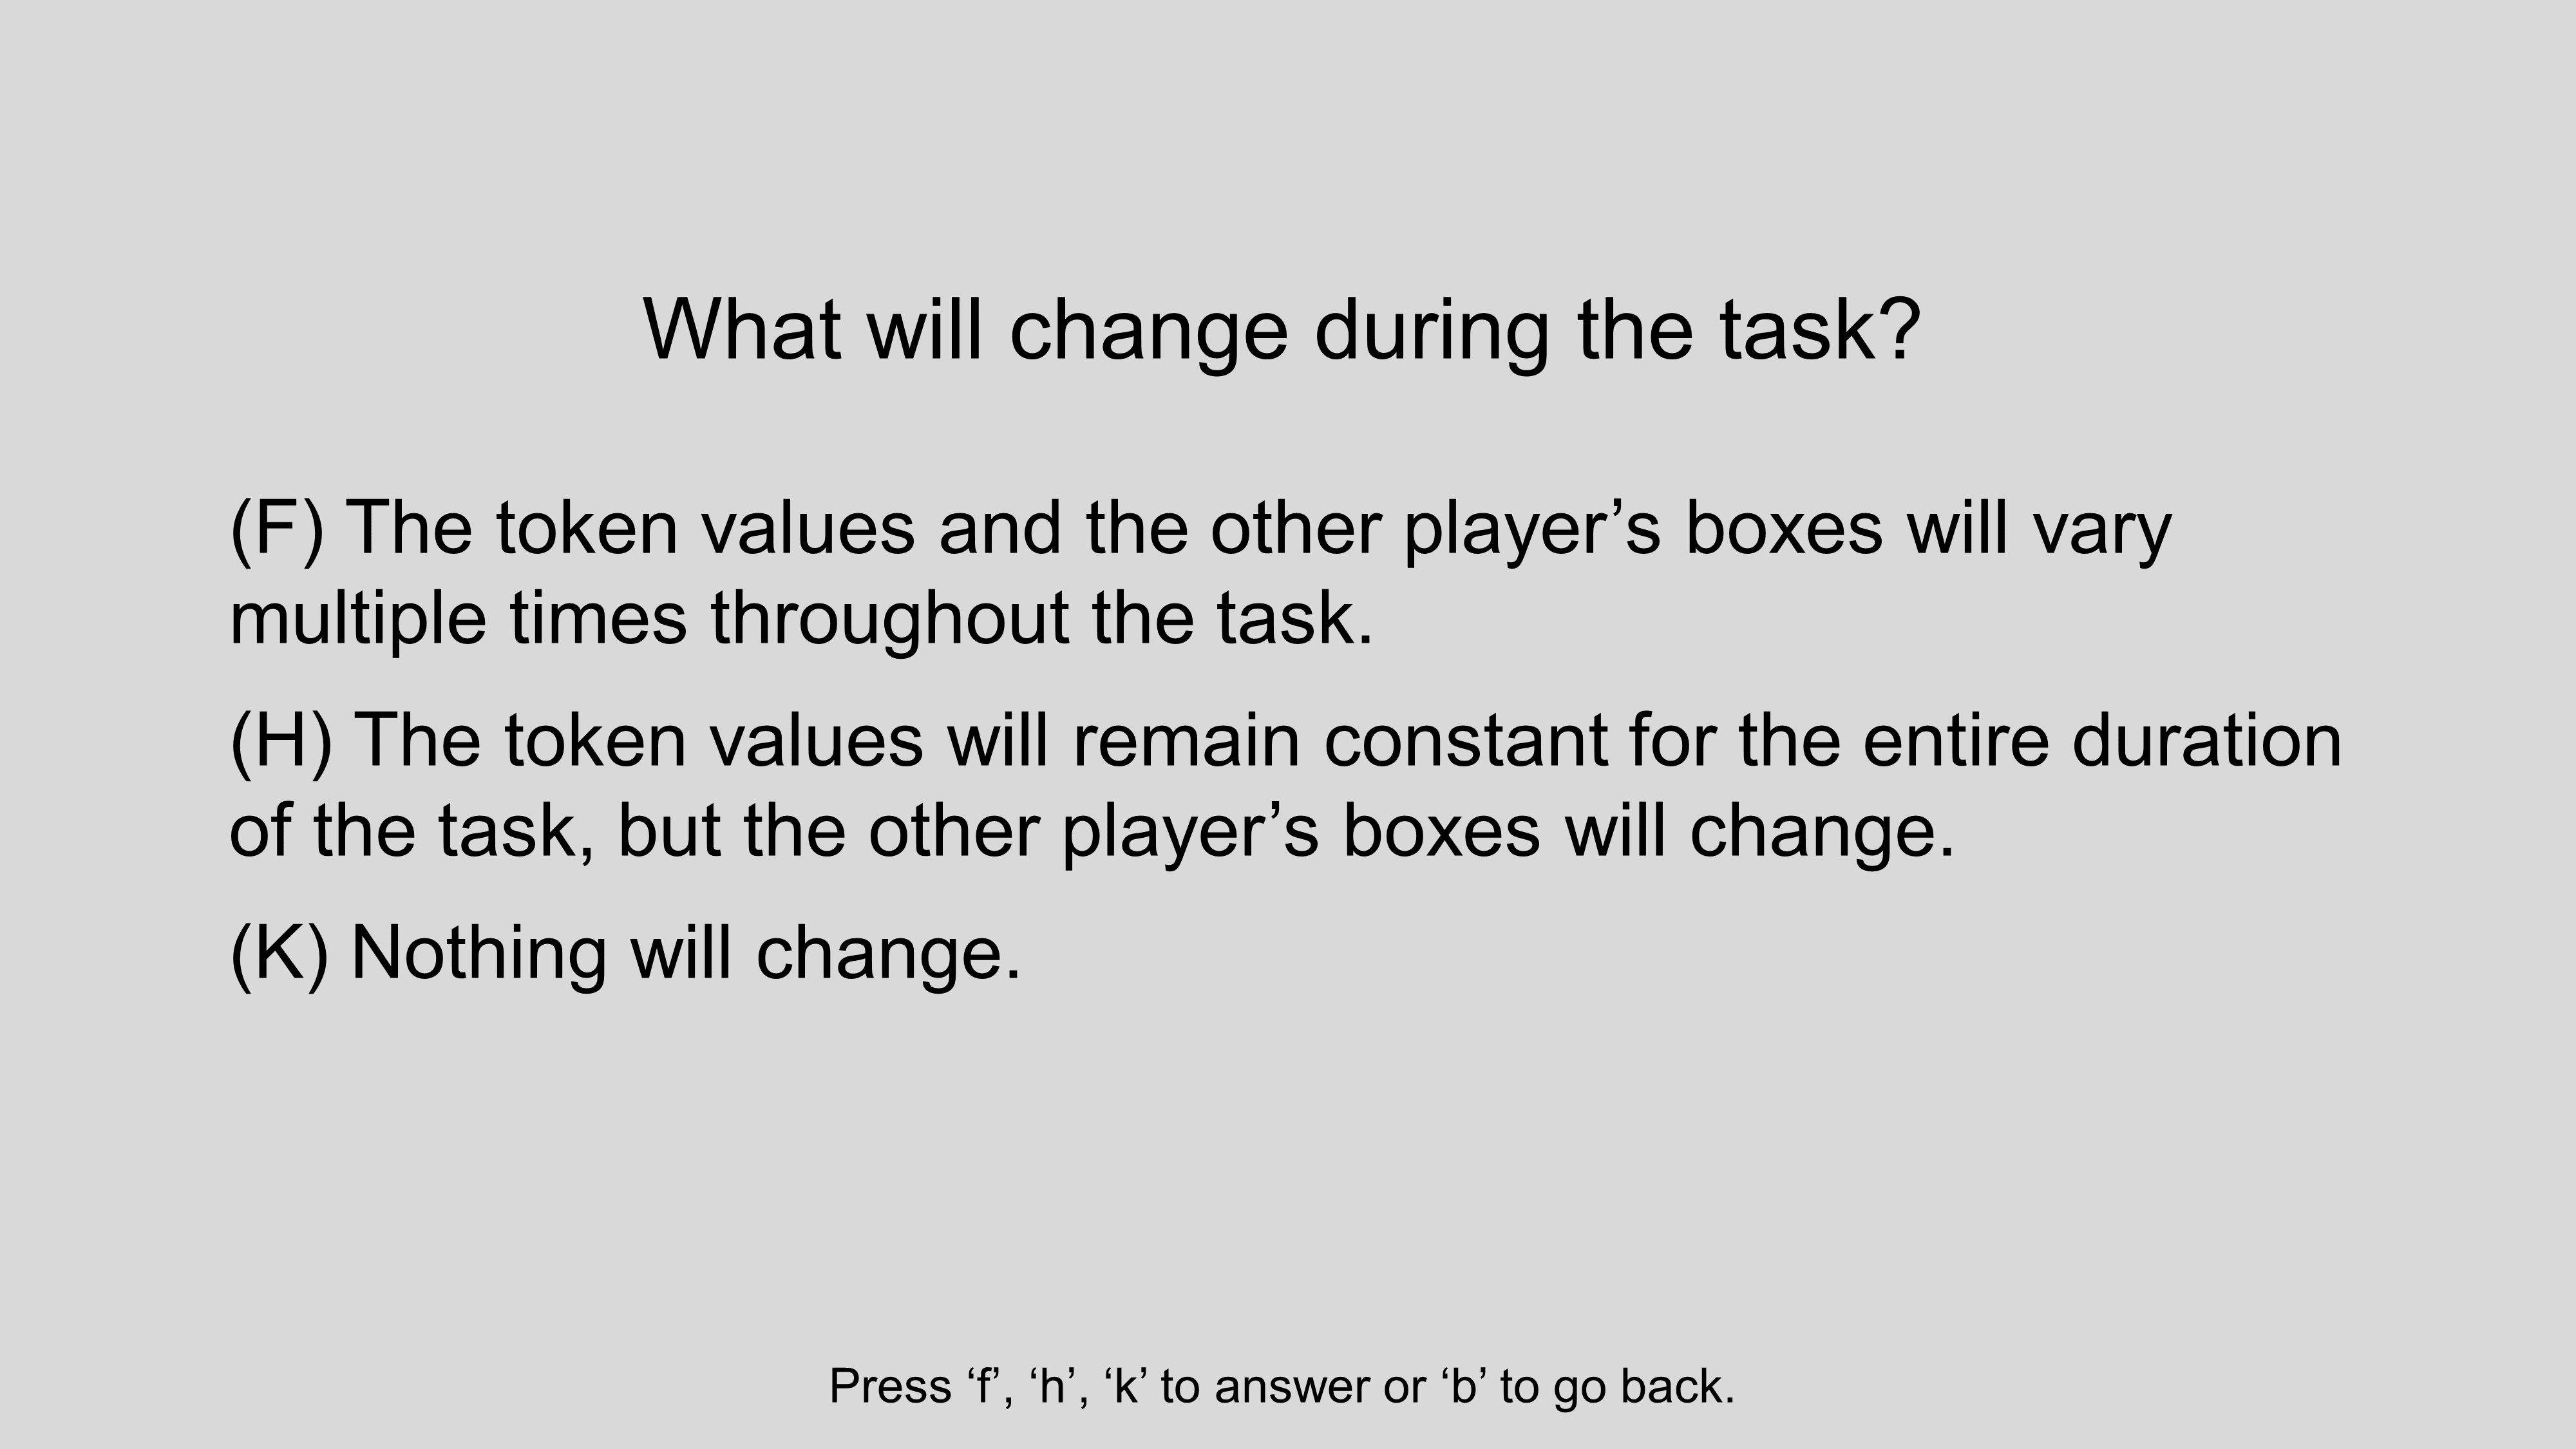 What will change during the task?
(F) The token values and the other player’s boxes will vary
multiple times throughout the task.
(H) The token values will remain constant for the entire duration
of the task, but the other player’s boxes will change.
(K) Nothing will change.
Press ‘f’, ‘h’, ‘k’ to answer or ‘b’ to go back.